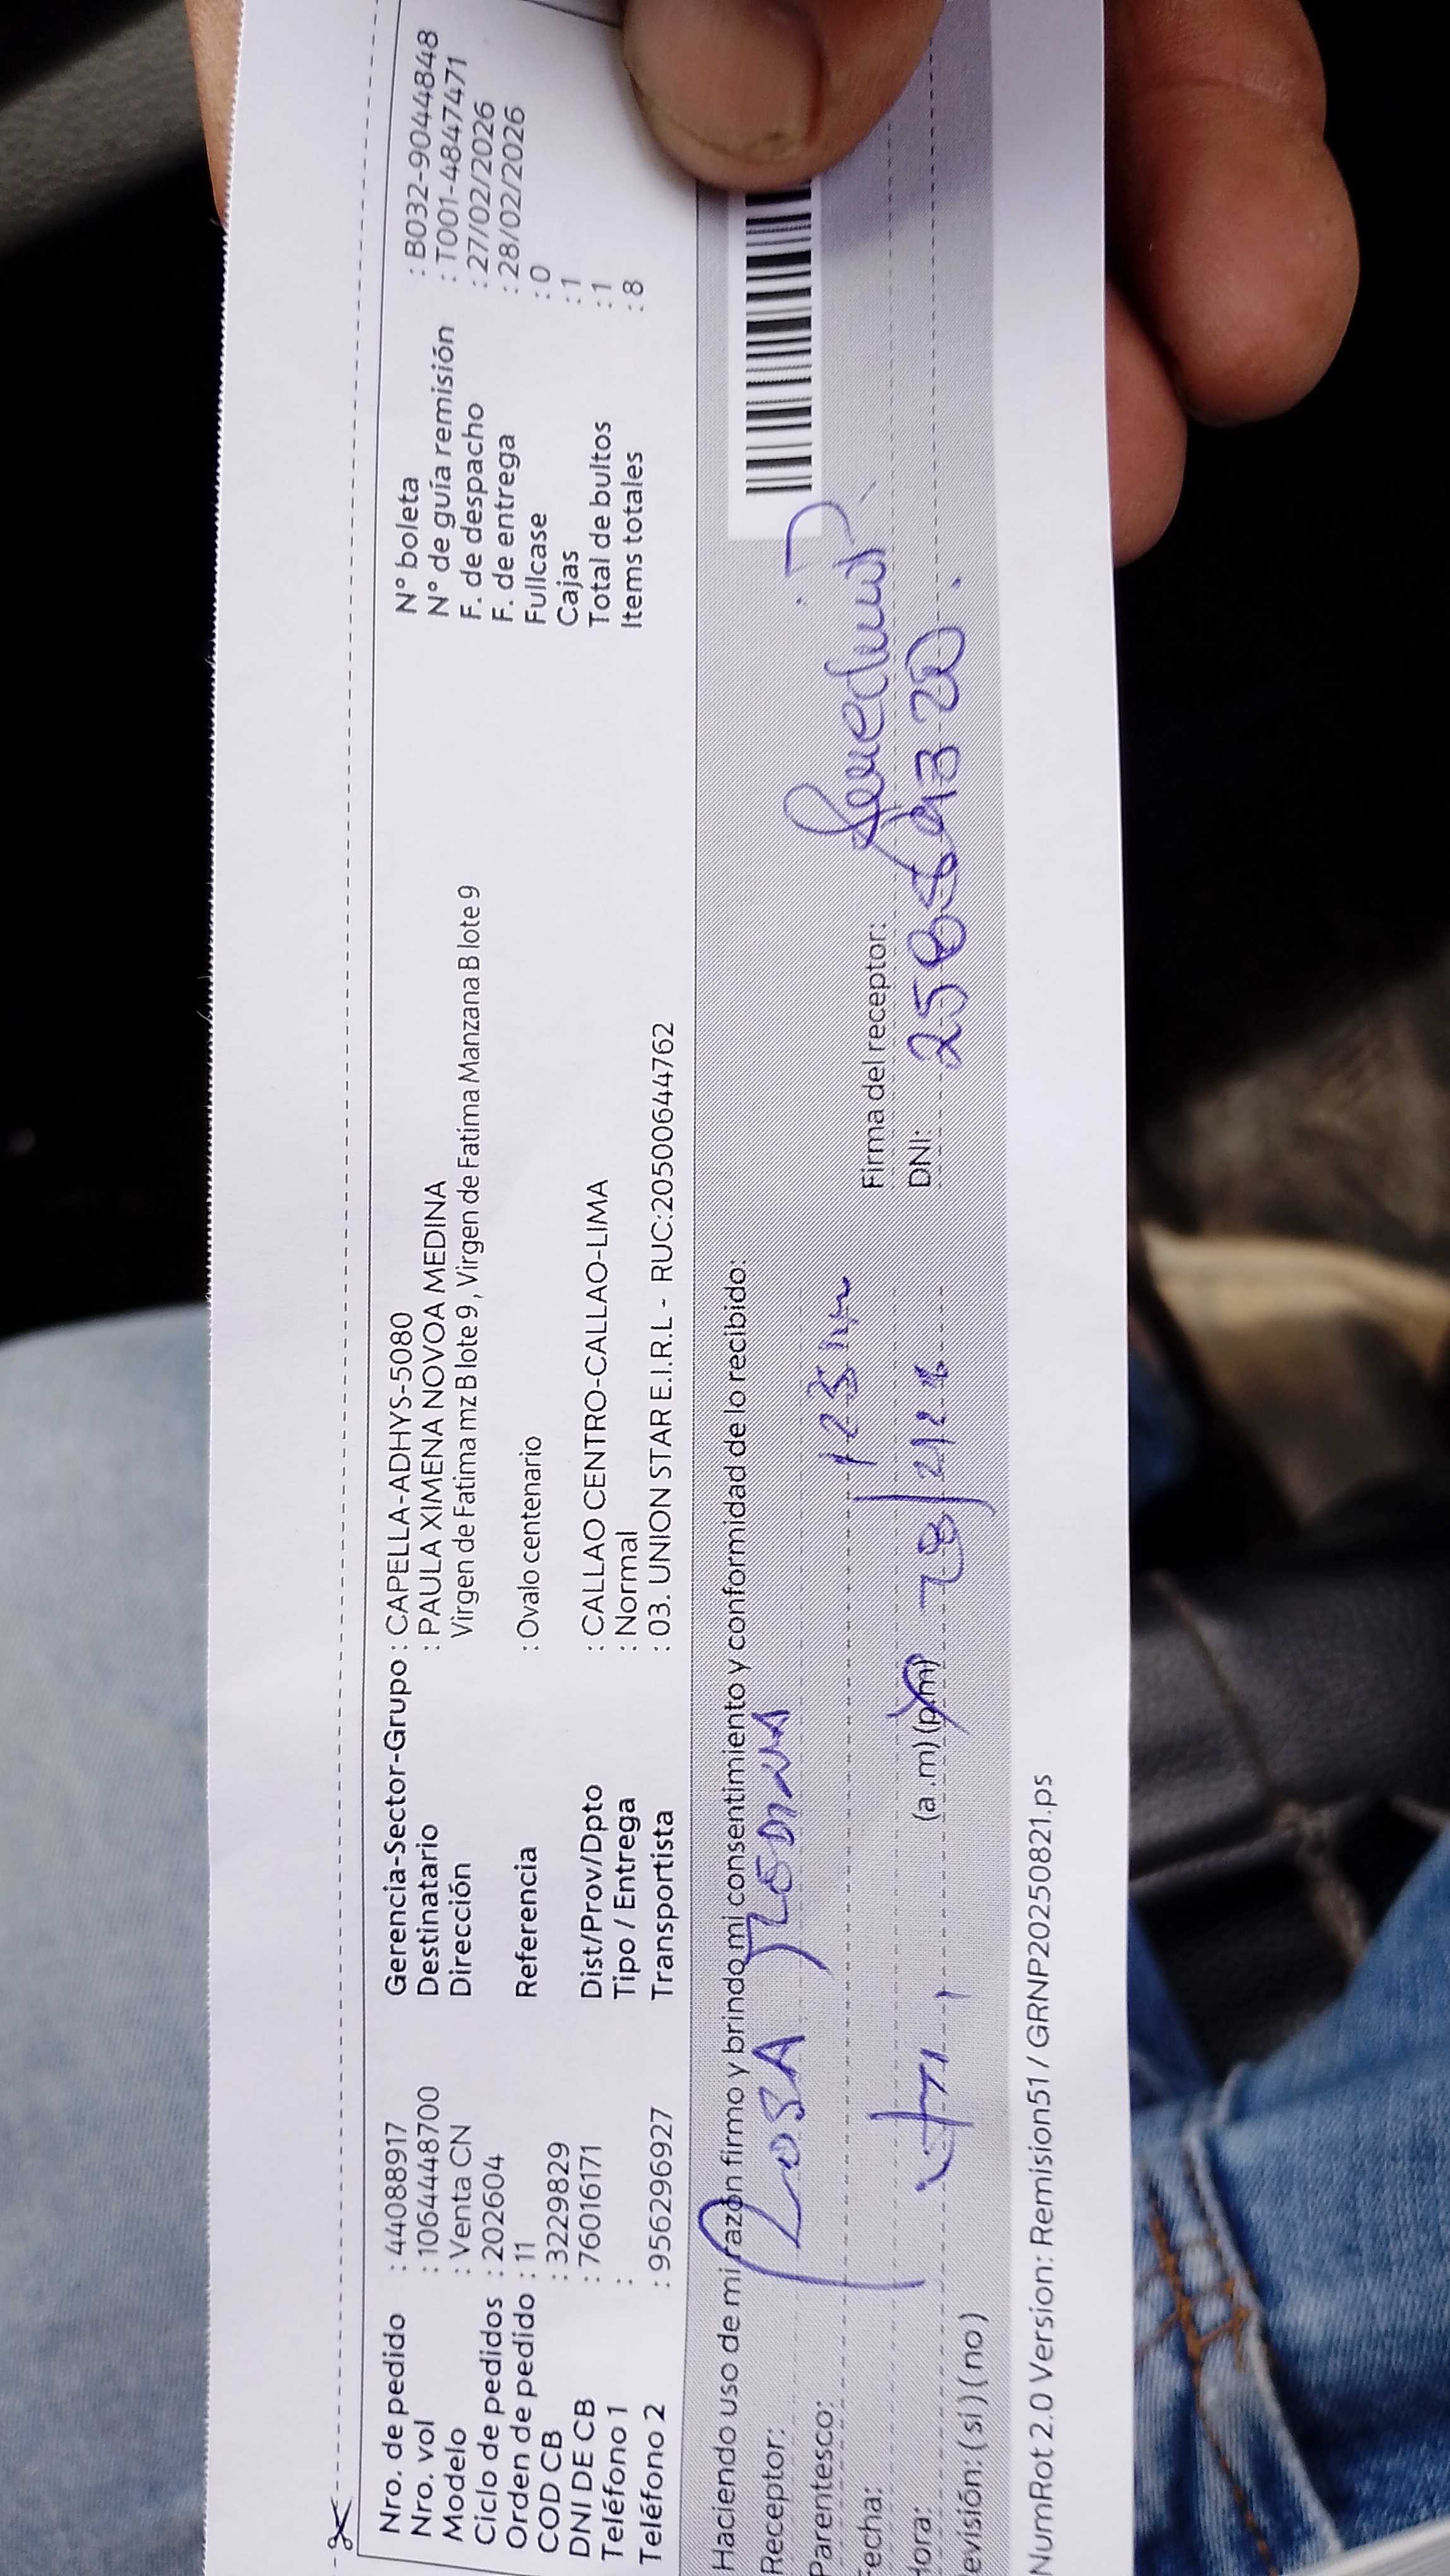 Nro. de pedido : 44088917
Nro. vol : 1064448700
Modelo : Venta CN
Ciclo de pedidos : 202604
Orden de pedido : 11
COD CB : 3229829
DNI DE CB : 76016171
Teléfono 1 :
Teléfono 2 : 956296927
Gerencia-Sector-Grupo : CAPELLA-ADHYS-5080
Destinatario : PAULA XIMENA NOVOA MEDINA
Dirección Virgen de Fatima mz B lote 9 , Virgen de Fatima Manzana B lote 9
Referencia : Ovalo centenario
Dist/Prov/Dpto : CALLAO CENTRO-CALLAO-LIMA
Tipo / Entrega : Normal
Transportista : 03. UNION STAR E.I.R.L - RUC:20500644762
N° boleta : B032-9044848
N° de guía remisión : T001-4847471
F. de despacho : 27/02/2026
F. de entrega : 28/02/2026
Fullcase : 0
Cajas : 1
Total de bultos : 1
Items totales : 8
Haciendo uso de mi razón firmo y brindo mi consentimiento y conformidad de lo recibido:
Receptor: ROSA
Parentesco:
Fecha:
Hora: (a .m) (pm)
evisión: ( si ) ( no )
Firma del receptor:
DNI:
NumRot 2.0 Version: Remision51 / GRNP20250821.ps